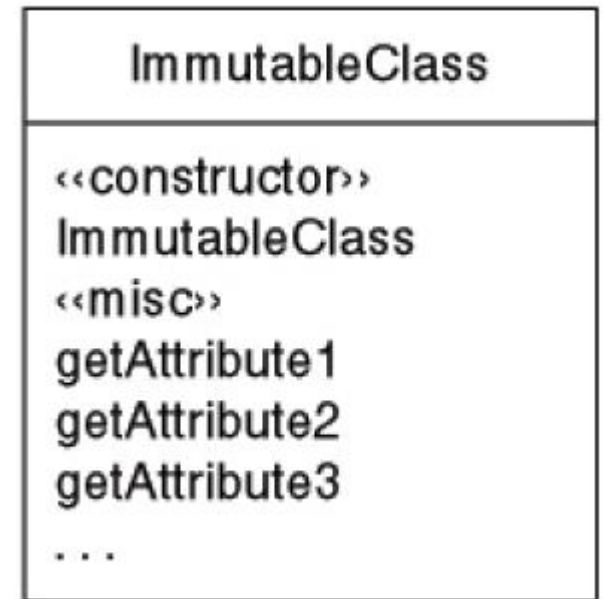 ImmutableClass
‹‹constructor››
ImmutableClass
‹‹misc››
getAttribute1
getAttribute2
getAttribute3
. . .